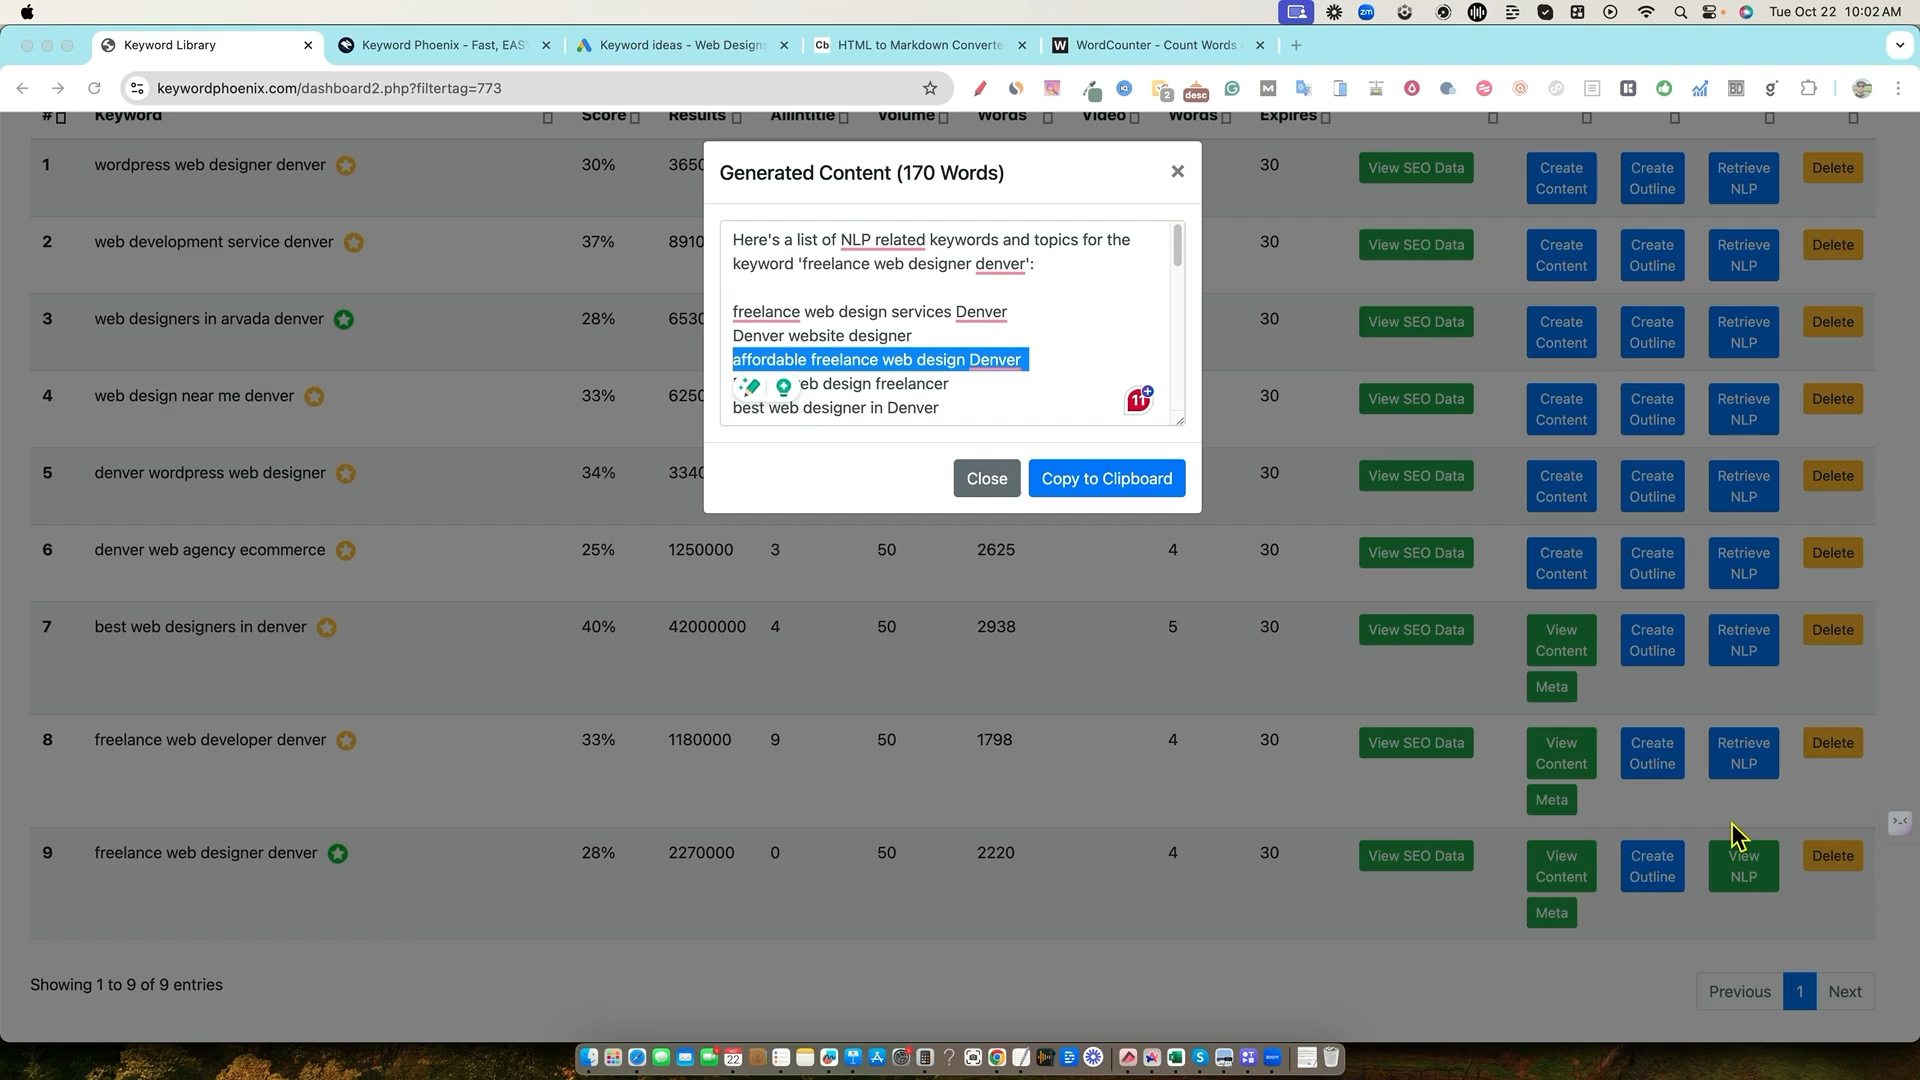 Tue Oct 22 10:02 AM
Keyword Library
Keyword Phoenix - Fast, EAS
Keyword ideas - Web Designs
HTML to Markdown Converte
WordCounter - Count Words
keywordphoenix.com/dashboard2.php?filtertag=773
# Keyword Score Results Allintitle Volume Words Video Words Expires
Generated Content (170 Words)
Here's a list of NLP related keywords and topics for the
keyword 'freelance web designer denver':
freelance web design services Denver
Denver website designer
affordable freelance web design Denver
eb design freelancer
best web designer in Denver
11
Close Copy to Clipboard
1 wordpress web designer denver 30% 3650 30 View SEO Data Create Content Create Outline Retrieve NLP Delete
2 web development service denver 37% 8910 30 View SEO Data Create Content Create Outline Retrieve NLP Delete
3 web designers in arvada denver 28% 6530 30 View SEO Data Create Content Create Outline Retrieve NLP Delete
4 web design near me denver 33% 6250 30 View SEO Data Create Content Create Outline Retrieve NLP Delete
5 denver wordpress web designer 34% 3340 30 View SEO Data Create Content Create Outline Retrieve NLP Delete
6 denver web agency ecommerce 25% 1250000 3 50 2625 4 30 View SEO Data Create Content Create Outline Retrieve NLP Delete
7 best web designers in denver 40% 42000000 4 50 2938 5 30 View SEO Data View Content Meta Create Outline Retrieve NLP Delete
8 freelance web developer denver 33% 1180000 9 50 1798 4 30 View SEO Data View Content Meta Create Outline Retrieve NLP Delete
9 freelance web designer denver 28% 2270000 0 50 2220 4 30 View SEO Data View Content Meta Create Outline View NLP Delete
Showing 1 to 9 of 9 entries
Previous 1 Next